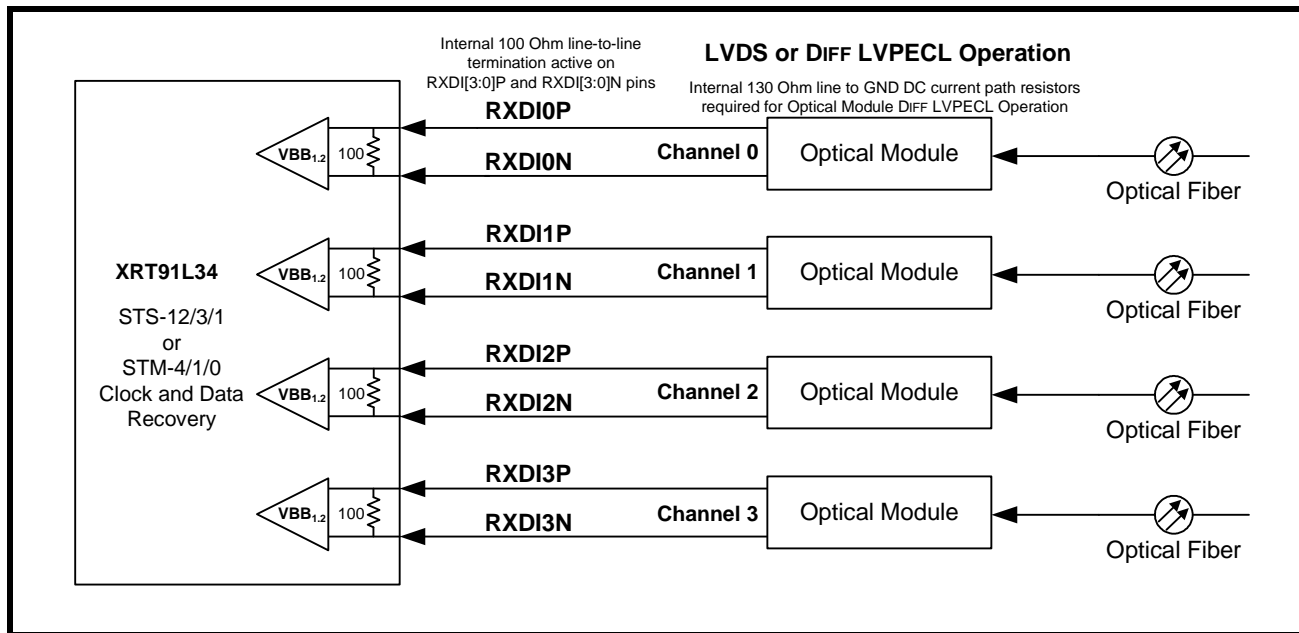 Internal 100 Ohm line-to-line
termination active on
RXDI[3:0]P and RXDI[3:0]N pins
LVDS or DIFF LVPECL Operation
Internal 130 Ohm line to GND DC current path resistors
required for Optical Module DIFF LVPECL Operation
XRT91L34
STS-12/3/1
or
STM-4/1/0
Clock and Data
Recovery
VBB1.2
100
RXDI0P
RXDI0N
Channel 0
Optical Module
Optical Fiber
VBB1.2
100
RXDI1P
RXDI1N
Channel 1
Optical Module
Optical Fiber
VBB1.2
100
RXDI2P
RXDI2N
Channel 2
Optical Module
Optical Fiber
VBB1.2
100
RXDI3P
RXDI3N
Channel 3
Optical Module
Optical Fiber